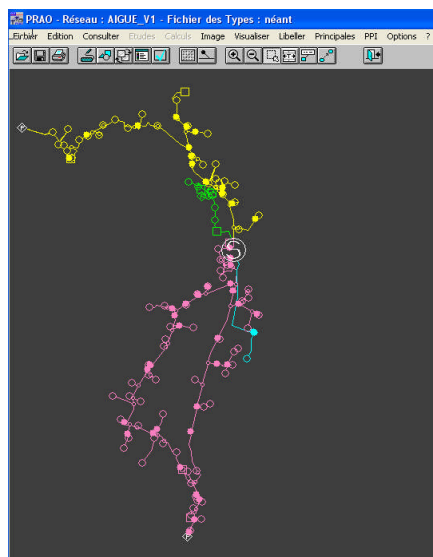 PRAO - Réseau : AIGUE_V1 - Fichier des Types : néant
Fichier Edition Consulter Etudes Calculs Image Visualiser Libeller Principales PPI Options ?
S
P